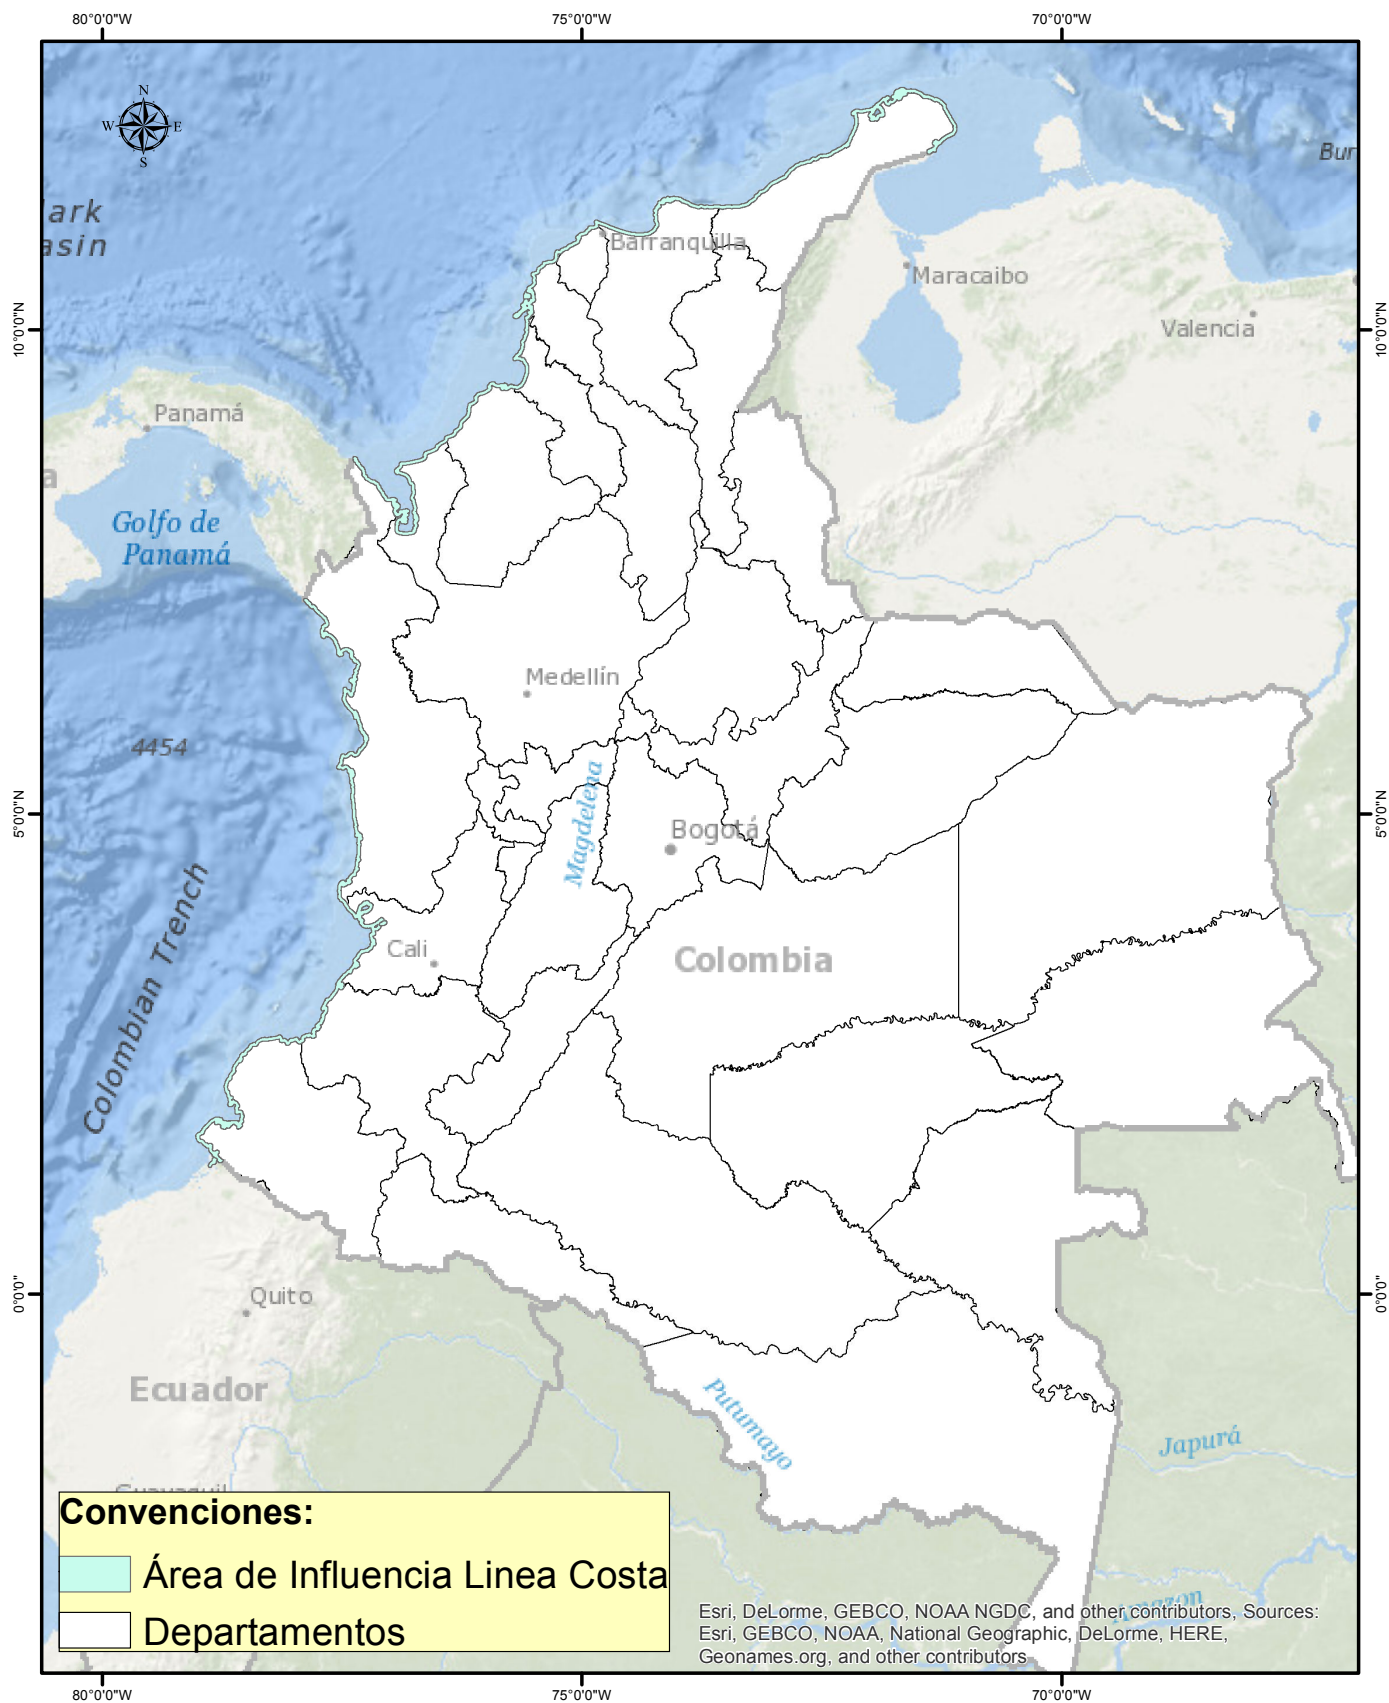 80°0'0"W 75°0'0"W 70°0'0"W
N
W E
S
Bur
lark
asin
Barranquilla
Maracaibo
10°0'0"N
Valencia
10°0'0"N
Panamá
a
Golfo de
Panamá
Medellín
4454
Magdelena
5°0'0"N
Bogotá
5°0'0"N
Colombian Trench
Cali
Colombia
0°0'0"
Quito
0°0'0"
Ecuador
Putumayo
Japurá
Guayaquil
Convenciones:
Área de Influencia Linea Costa
Departamentos
Amazon
Esri, DeLorme, GEBCO, NOAA NGDC, and other contributors, Sources:
Esri, GEBCO, NOAA, National Geographic, DeLorme, HERE,
Geonames.org, and other contributors
80°0'0"W 75°0'0"W 70°0'0"W